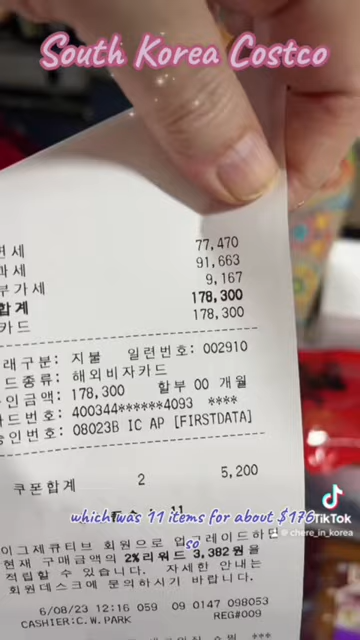 South Korea Costco
면세 77,470
과세 91,663
부가세 9,167
합계 178,300
카드 178,300
래구분: 지불 일련번호: 002910
드종류: 해외비자카드
인금액: 178,300 할부 00 개월
카드번호: 400344******4093 ****
승인번호: 08023B IC AP [FIRSTDATA]
쿠폰합계 2 5,200
which was 11 items for about $176
so
TikTok
@chere_in_korea
이그제큐티브 회원으로 업그레이드하면
현재 구매금액의 2%리워드 3,382원을
적립할 수 있습니다. 자세한 안내는
회원데스크에 문의하시기 바랍니다.
6/08/23 12:16 059 09 0147 098053
CASHIER:C.W.PARK REG#009